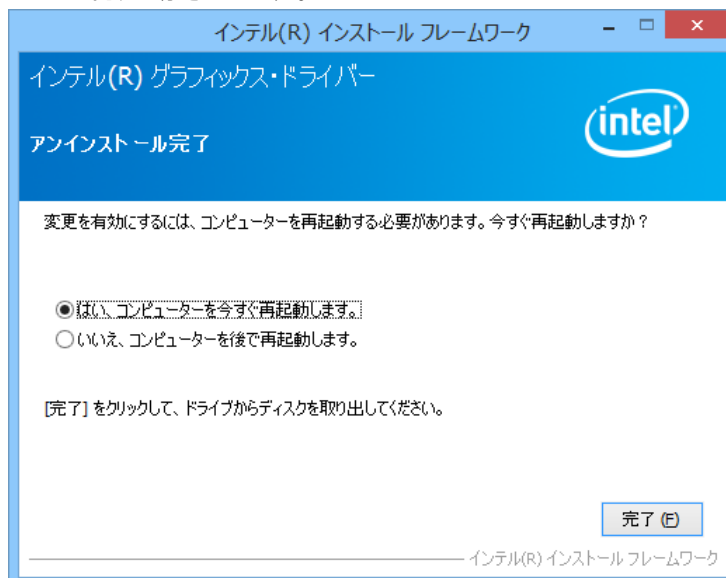 インテル(R) インストール フレームワーク
インテル(R) グラフィックス・ドライバー
intel
アンインストール完了
変更を有効にするには、コンピューターを再起動する必要があります。今すぐ再起動しますか？
はい、コンピューターを今すぐ再起動します。
いいえ、コンピューターを後で再起動します。
[完了] をクリックして、ドライブからディスクを取り出してください。
完了 (F)
インテル(R) インストール フレームワーク